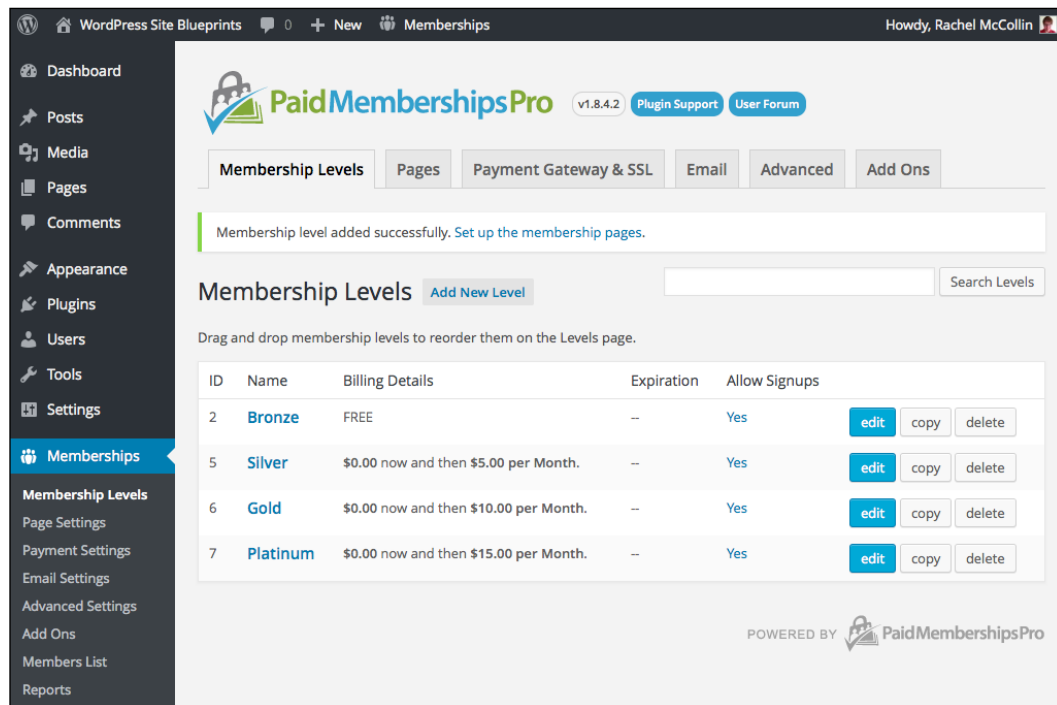 WordPress Site Blueprints 0 + New Memberships Howdy, Rachel McCollin
Dashboard
Posts
Media
Pages
Comments
Appearance
Plugins
Users
Tools
Settings
Memberships
Membership Levels
Page Settings
Payment Settings
Email Settings
Advanced Settings
Add Ons
Members List
Reports
PaidMembershipsPro v1.8.4.2 Plugin Support User Forum
Membership Levels Pages Payment Gateway & SSL Email Advanced Add Ons
Membership level added successfully. Set up the membership pages.
Membership Levels Add New Level Search Levels
Drag and drop membership levels to reorder them on the Levels page.
ID Name Billing Details Expiration Allow Signups
2 Bronze FREE -- Yes edit copy delete
5 Silver $0.00 now and then $5.00 per Month. -- Yes edit copy delete
6 Gold $0.00 now and then $10.00 per Month. -- Yes edit copy delete
7 Platinum $0.00 now and then $15.00 per Month. -- Yes edit copy delete
POWERED BY PaidMembershipsPro